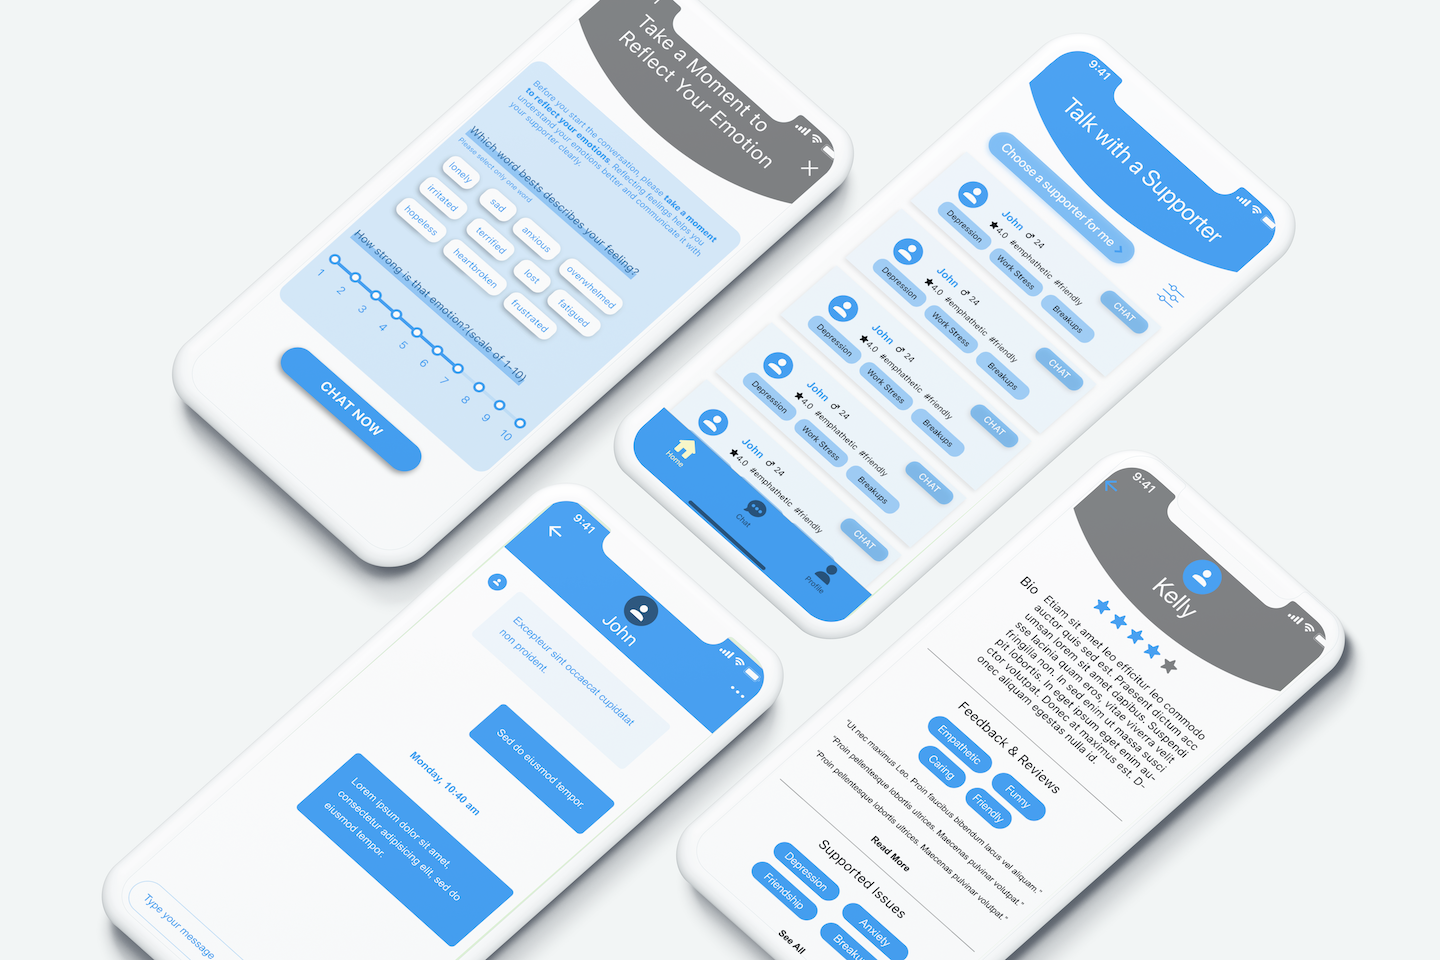 Take a Moment to
Reflect Your Emotion
Before you start the conversation, please take a moment
to reflect your emotions. Reflecting feelings helps you
understand your emotions better and communicate it with
your supporter clearly.
Which word bests describes your feeling?
Please select only one word
lonely
sad
anxious
overwhelmed
irritated
terrified
lost
fatigued
hopeless
heartbroken
frustrated
How strong is that emotion?(scale of 1-10)
1 2 3 4 5 6 7 8 9 10
CHAT NOW
9:41
Talk with a Supporter
Choose a supporter for me
John 24
4.0 #emphathetic #friendly
Depression Work Stress Breakups
CHAT
John 24
4.0 #emphathetic #friendly
Depression Work Stress Breakups
CHAT
John 24
4.0 #emphathetic #friendly
Depression Work Stress Breakups
CHAT
John 24
4.0 #emphathetic #friendly
Depression Work Stress Breakups
CHAT
John 24
4.0 #emphathetic #friendly
CHAT
Home
Chat
Profile
9:41
John
Excepteur sint occaecat cupidatat
non proident.
Sed do eiusmod tempor.
Monday, 10:40 am
Lorem ipsum dolor sit amet,
consectetur adipisicing elit, sed do
eiusmod tempor.
Type your message
9:41
Kelly
Bio
Etiam sit amet leo efficitur leo commodo
auctor quis sed est. Praesent dictum acc
umsan lorem sit amet dapibus. Suspendi
sse lacinia quam eros, vitae viverra velit
fringilla non. In sed enim ut massa susci
pit lobortis. In eget ipsum eget enim au-
ctor volutpat. Donec at maximus est. D-
onec aliquam egestas nulla id.
Feedback & Reviews
Empathetic
Funny
Caring
Friendly
"Ut nec maximus Leo. Proin faucibus bibendum lacus vel aliquam."
"Proin pellentesque lobortis ultrices. Maecenas pulvinar volutpat."
"Proin pellentesque lobortis ultrices. Maecenas pulvinar volutpat."
Read More
Supported Issues
Depression
Anxiety
Friendship
See All